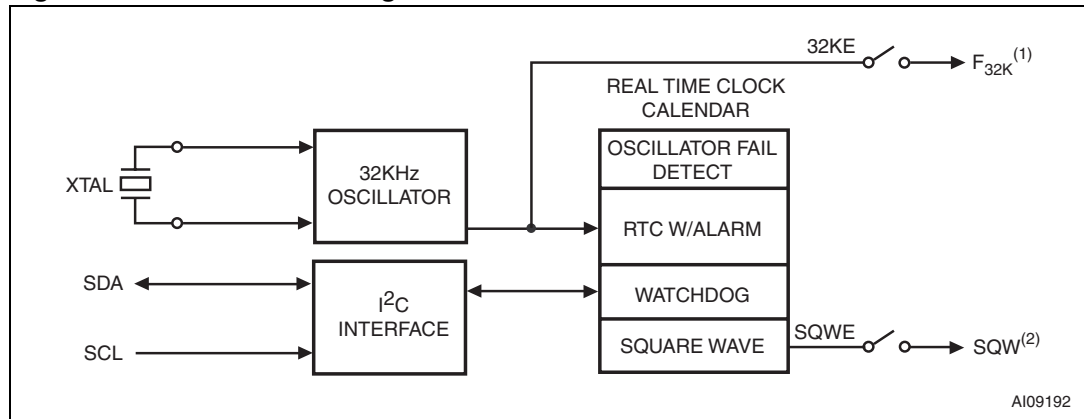 32KE
F32K(1)
REAL TIME CLOCK
CALENDAR
OSCILLATOR FAIL
DETECT
XTAL
32KHz
OSCILLATOR
RTC W/ALARM
SDA
I2C
INTERFACE
WATCHDOG
SCL
SQUARE WAVE
SQWE
SQW(2)
AI09192